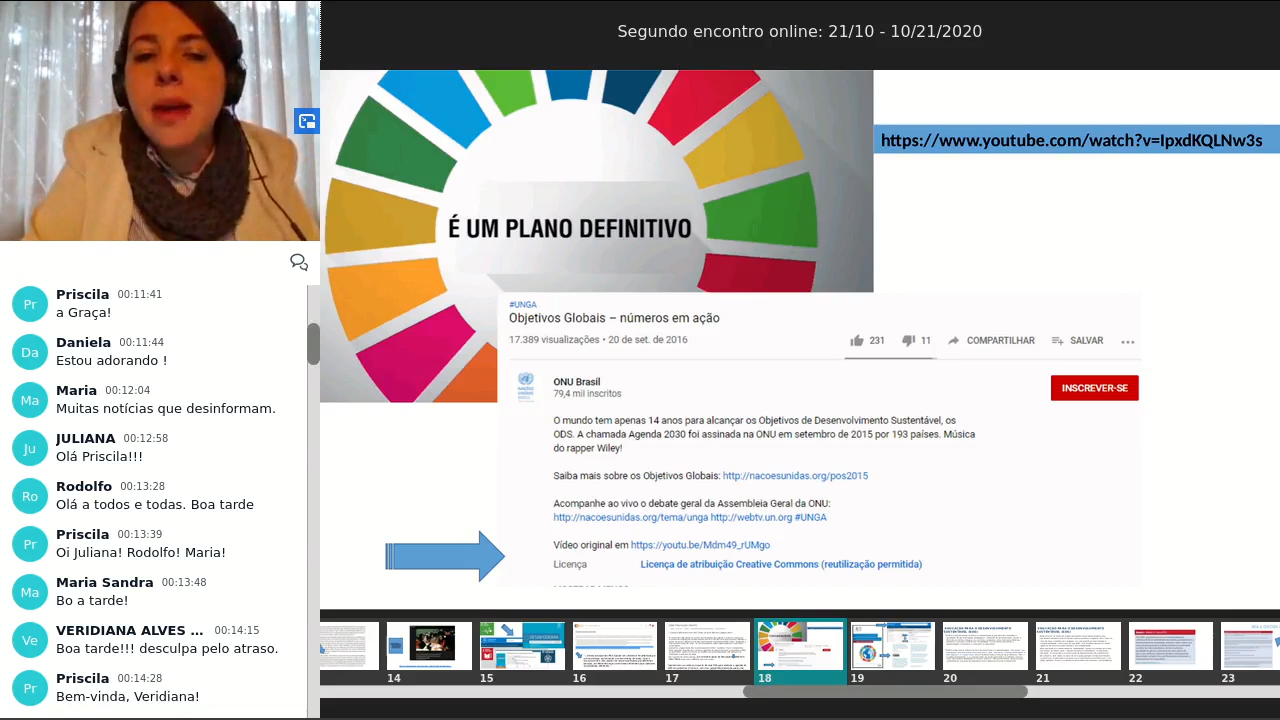 Segundo encontro online: 21/10 - 10/21/2020
Pr
Priscila 00:11:41
a Graça!
Da
Daniela 00:11:44
Estou adorando !
Ma
Maria 00:12:04
Muitas notícias que desinformam.
Ju
JULIANA 00:12:58
Olá Priscila!!!
Ro
Rodolfo 00:13:28
Olá a todos e todas. Boa tarde
Pr
Priscila 00:13:39
Oi Juliana! Rodolfo! Maria!
Ma
Maria Sandra 00:13:48
Bo a tarde!
Ve
VERIDIANA ALVES ... 00:14:15
Boa tarde!!! desculpa pelo atraso.
Pr
Priscila 00:14:28
Bem-vinda, Veridiana!
É UM PLANO DEFINITIVO
https://www.youtube.com/watch?v=IpxdKQLNw3s
#UNGA
Objetivos Globais – números em ação
17.389 visualizações • 20 de set. de 2016
231 11 COMPARTILHAR SALVAR ...
ONU Brasil
79,4 mil inscritos
INSCREVER-SE
O mundo tem apenas 14 anos para alcançar os Objetivos de Desenvolvimento Sustentável, os
ODS. A chamada Agenda 2030 foi assinada na ONU em setembro de 2015 por 193 países. Música
do rapper Wiley!
Saiba mais sobre os Objetivos Globais: http://nacoesunidas.org/pos2015
Acompanhe ao vivo o debate geral da Assembleia Geral da ONU:
http://nacoesunidas.org/tema/unga http://webtv.un.org #UNGA
Vídeo original em https://youtu.be/Mdm49_rUMgo
Licença Licença de atribuição Creative Commons (reutilização permitida)
14 15 16 17 18 19 20 21 22 23